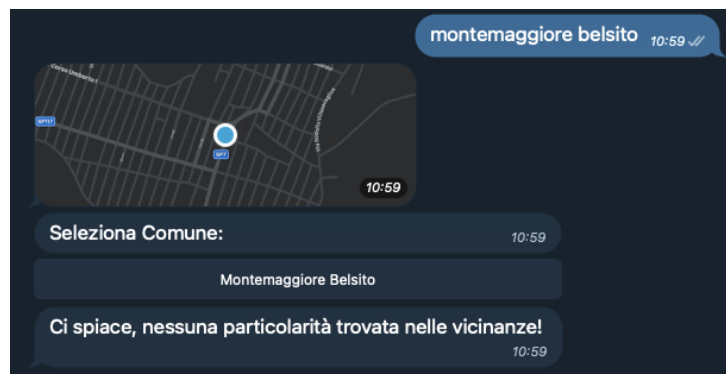 montemaggiore belsito 10:59
Corso Umberto I
SP117
SP7
10:59
Seleziona Comune: 10:59
Montemaggiore Belsito
Ci spiace, nessuna particolarità trovata nelle vicinanze!
10:59